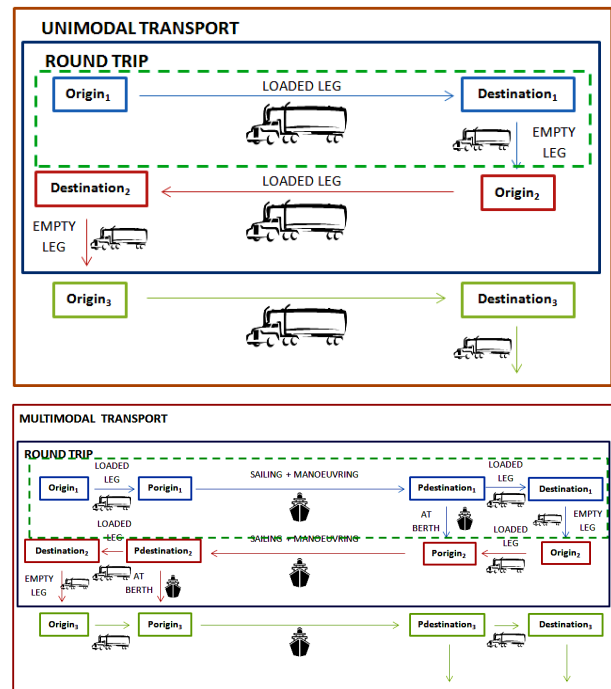 UNIMODAL TRANSPORT
ROUND TRIP
Origin₁
LOADED LEG
Destination₁
EMPTY
LEG
Destination₂
LOADED LEG
Origin₂
EMPTY
LEG
Origin₃
Destination₃
MULTIMODAL TRANSPORT
ROUND TRIP
LOADED
LEG
SAILING + MANOEUVRING
LOADED
LEG
Origin₁
Porigin₁
Pdestination₁
Destination₁
AT
BERTH
EMPTY
LEG
LOADED
LEG
SAILING + MANOEUVRING
LOADED
LEG
Destination₂
Pdestination₂
Porigin₂
Origin₂
EMPTY
LEG
AT
BERTH
Origin₃
Porigin₃
Pdestination₃
Destination₃